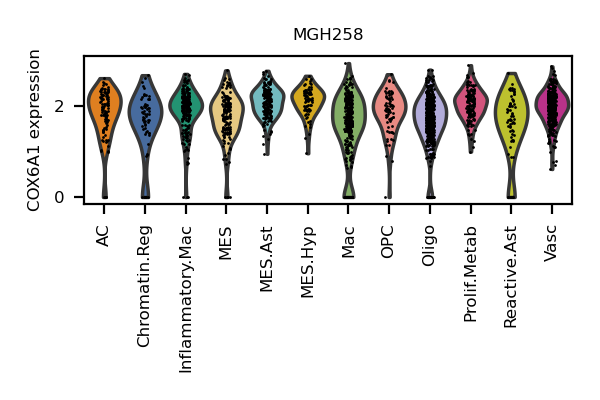 MGH258
COX6A1 expression
2
0
AC
Chromatin.Reg
Inflammatory.Mac
MES
MES.Ast
MES.Hyp
Mac
OPC
Oligo
Prolif.Metab
Reactive.Ast
Vasc